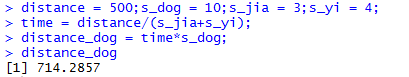 > distance = 500;s_dog = 10;s_jia = 3;s_yi = 4;
> time = distance/(s_jia+s_yi);
> distance_dog = time*s_dog;
> distance_dog
[1] 714.2857